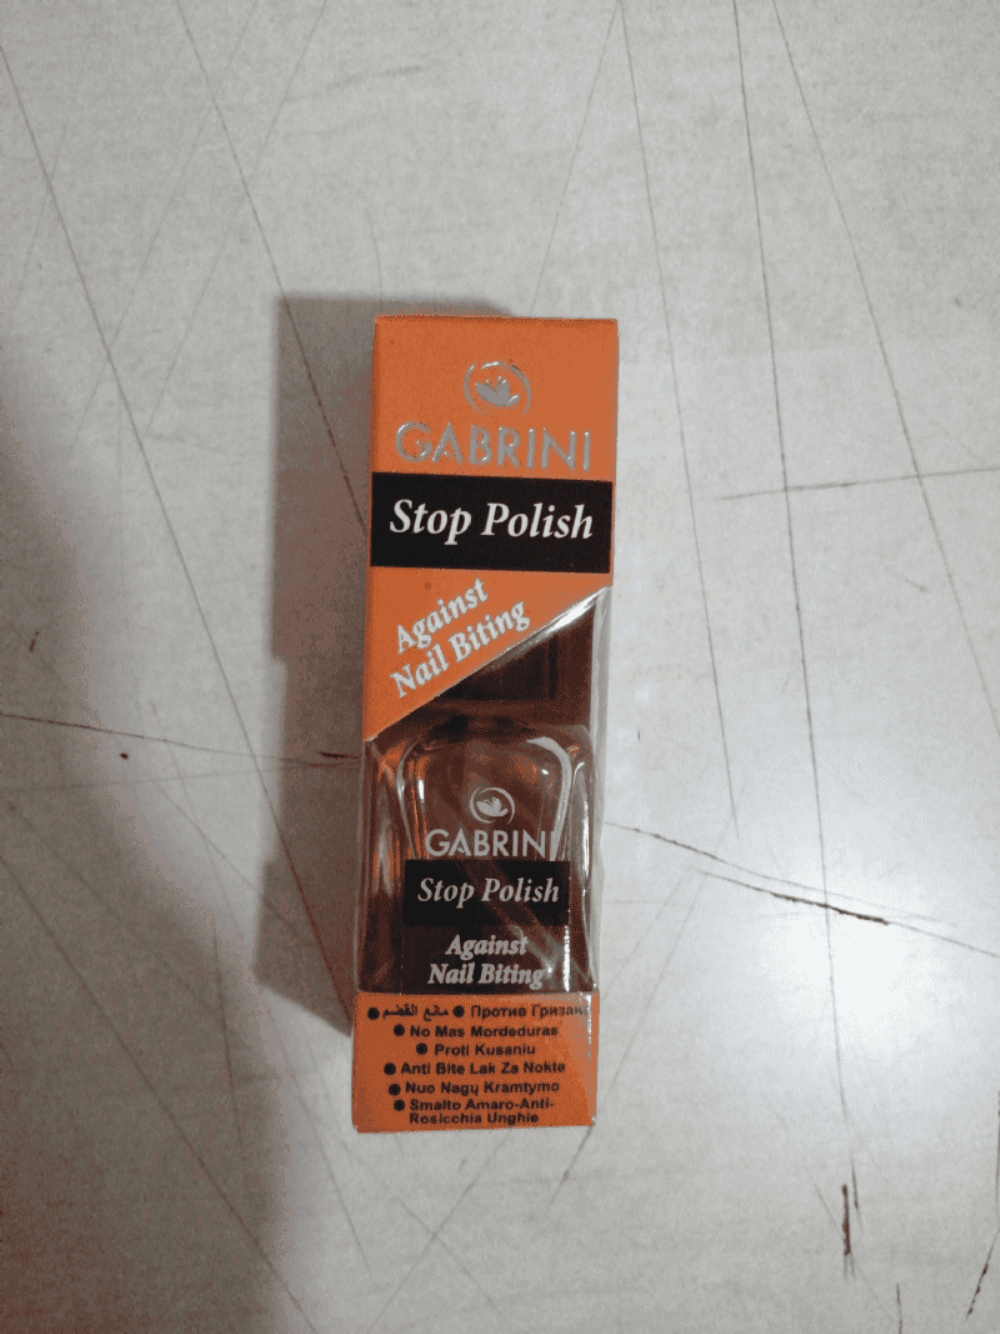 GABRINI
Stop Polish
Against
Nail Biting
GABRINI
Stop Polish
Against
Nail Biting
● مانع القضم ● Против
● No Mas Mordeduras
● Proti Kusaniu
● Anti Bite Lak Za Nokte
● Nuo Nagų Kramtymo
● Smalto Amaro-Anti-
Rosicchia Unghie